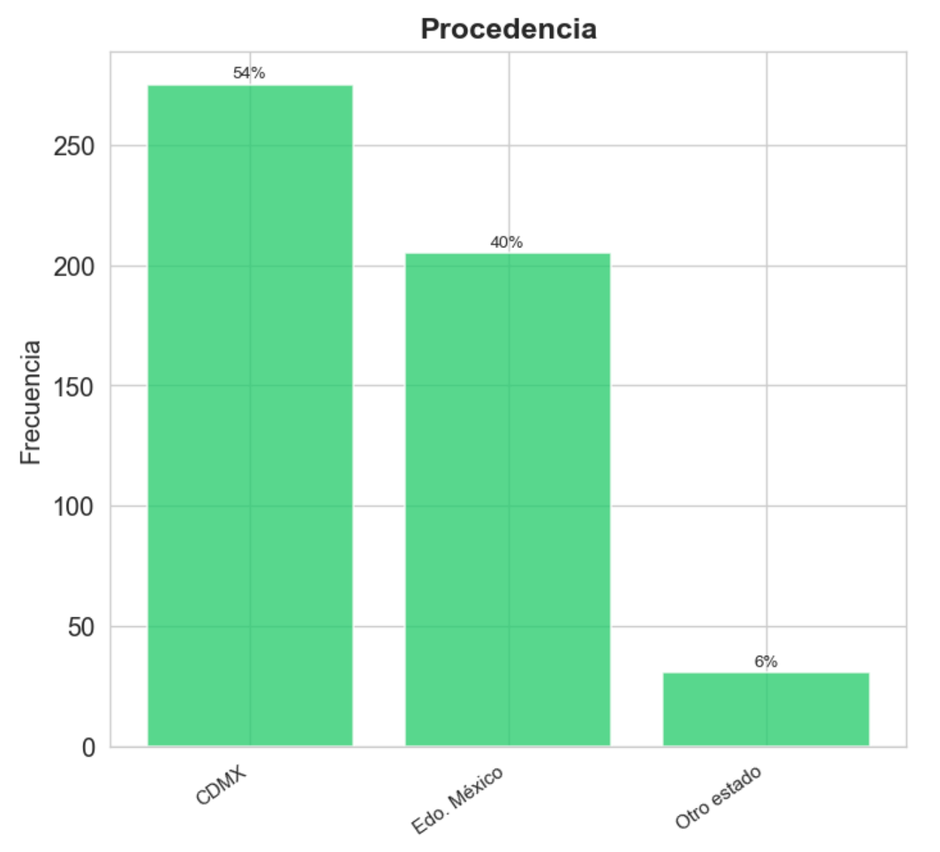 Procedencia
54%
250
40%
200
Frecuencia
150
100
50
6%
0
CDMX
Edo. México
Otro estado